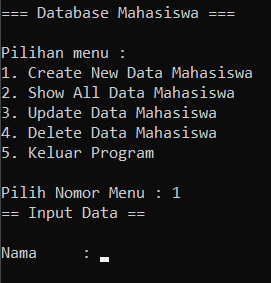 === Database Mahasiswa ===
Pilihan menu :
1. Create New Data Mahasiswa
2. Show All Data Mahasiswa
3. Update Data Mahasiswa
4. Delete Data Mahasiswa
5. Keluar Program
Pilih Nomor Menu : 1
== Input Data ==
Nama     :